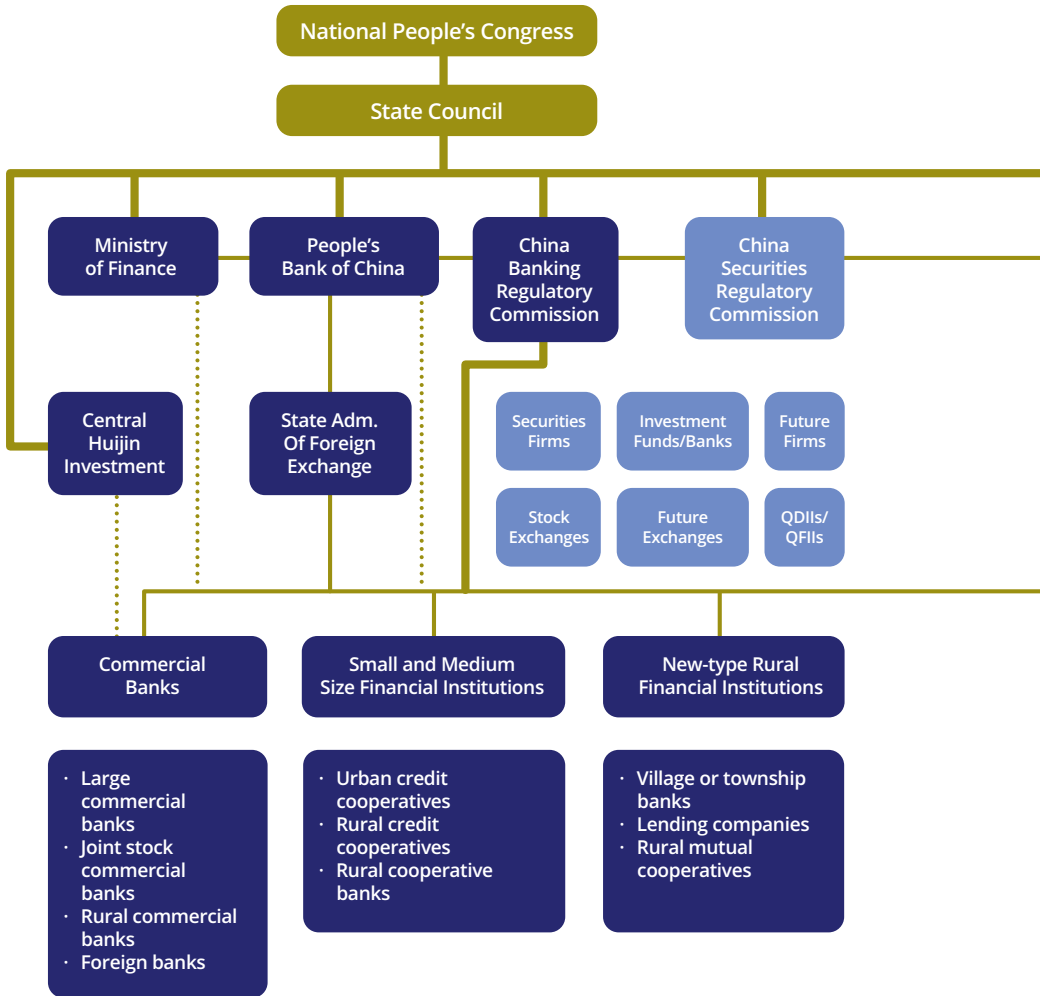 National People’s Congress
State Council
Ministry
of Finance
People’s
Bank of China
China
Banking
Regulatory
Commission
China
Securities
Regulatory
Commission
Central
Huijin
Investment
State Adm.
Of Foreign
Exchange
Securities
Firms
Investment
Funds/Banks
Future
Firms
Stock
Exchanges
Future
Exchanges
QDIIs/
QFIIs
Commercial
Banks
Small and Medium
Size Financial Institutions
New-type Rural
Financial Institutions
· Large
commercial
banks
· Joint stock
commercial
banks
· Rural commercial
banks
· Foreign banks
· Urban credit
cooperatives
· Rural credit
cooperatives
· Rural cooperative
banks
· Village or township
banks
· Lending companies
· Rural mutual
cooperatives